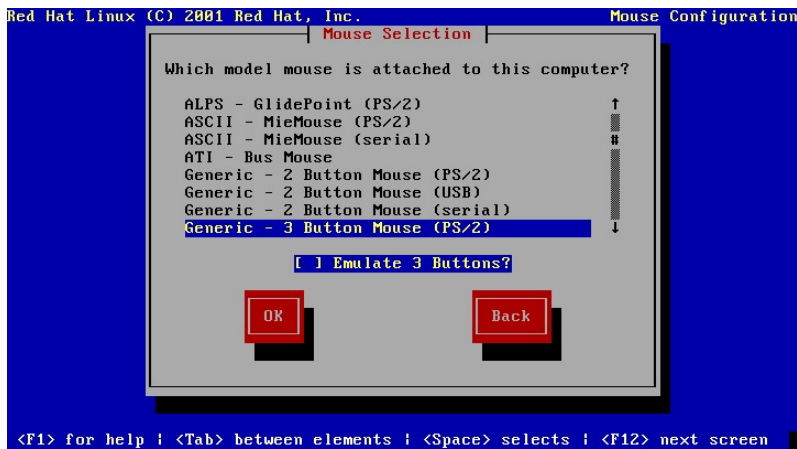 Red Hat Linux (C) 2001 Red Hat, Inc. Mouse Configuration
Mouse Selection
Which model mouse is attached to this computer?
ALPS - GlidePoint (PS/2) ↑
ASCII - MieMouse (PS/2)
ASCII - MieMouse (serial) #
ATI - Bus Mouse
Generic - 2 Button Mouse (PS/2)
Generic - 2 Button Mouse (USB)
Generic - 2 Button Mouse (serial)
Generic - 3 Button Mouse (PS/2) ↓
[ ] Emulate 3 Buttons?
OK Back
<F1> for help ¦ <Tab> between elements ¦ <Space> selects ¦ <F12> next screen